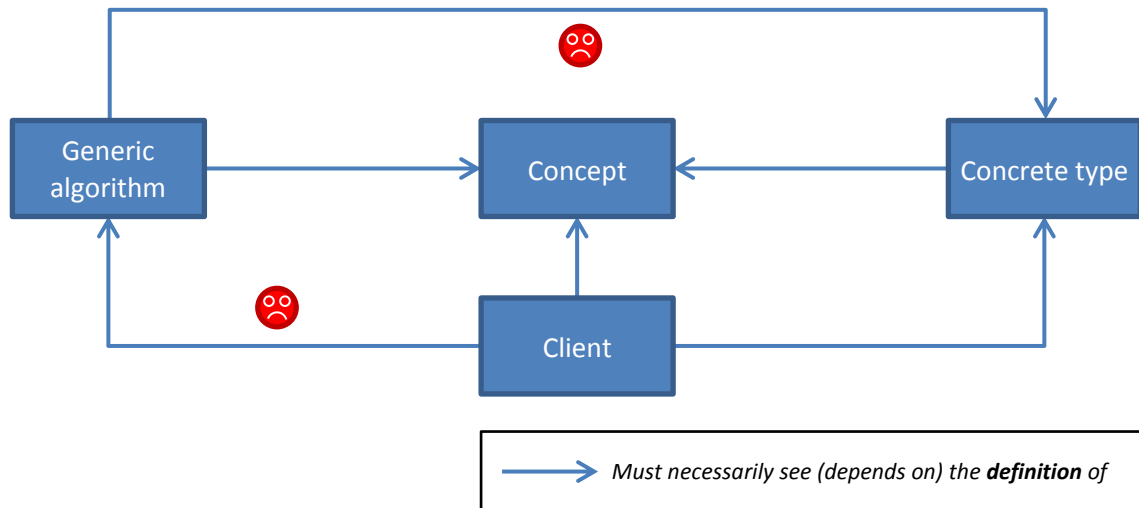 Generic
algorithm
Concept
Concrete type
Client
Must necessarily see (depends on) the definition of